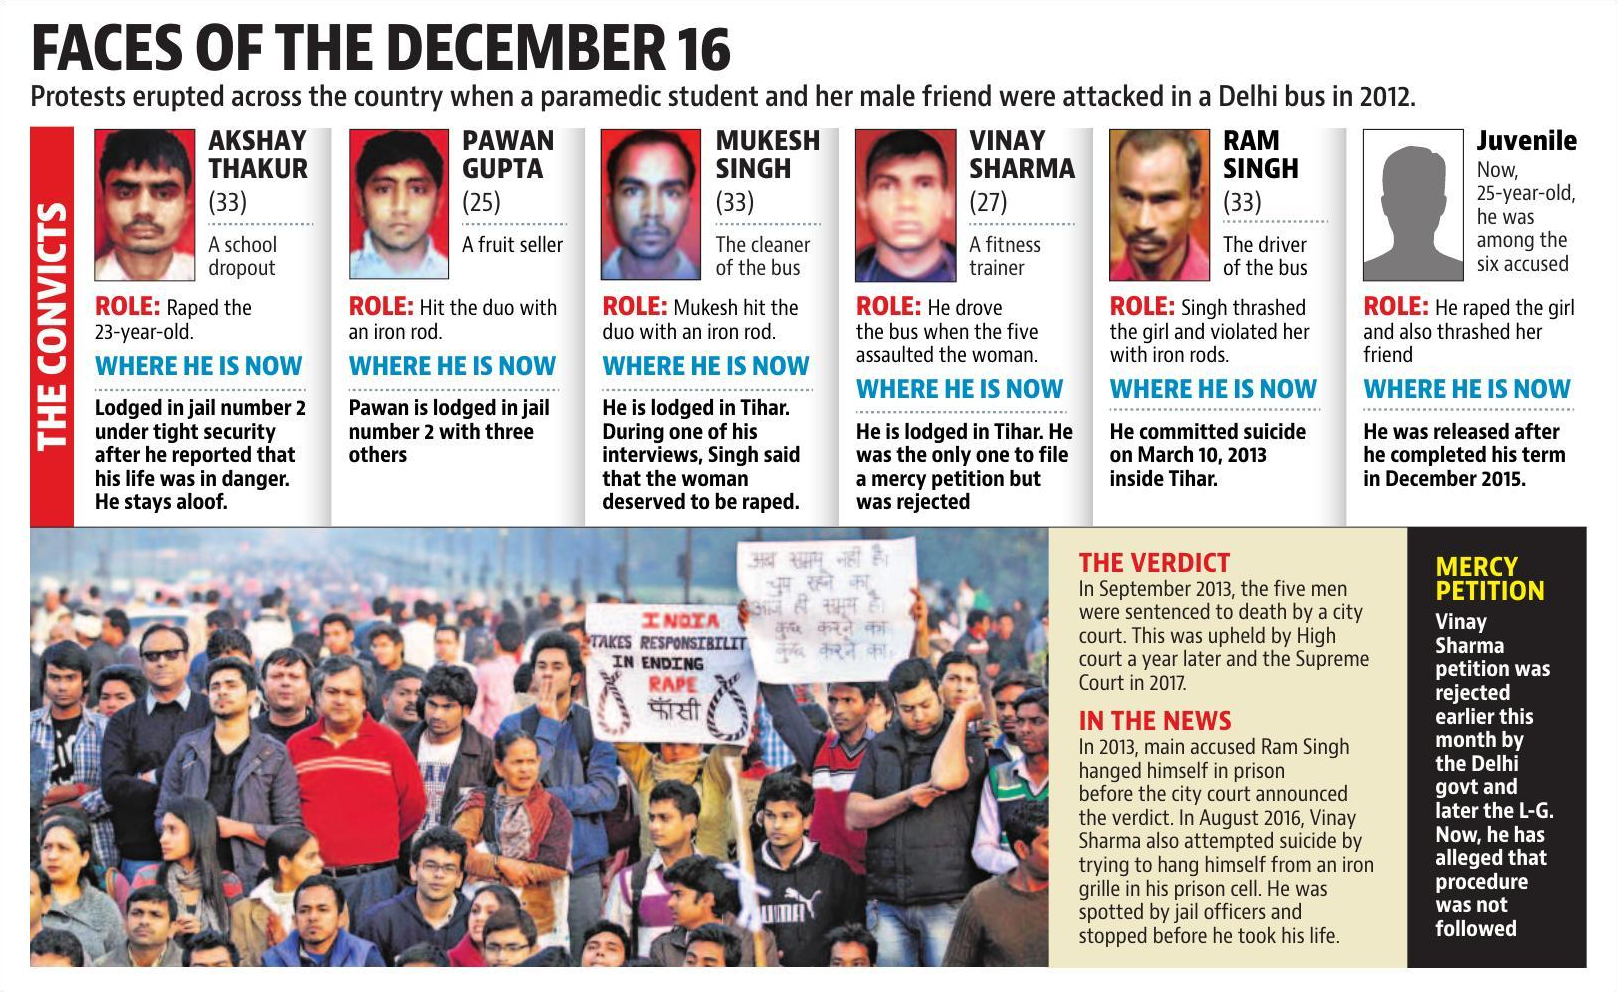 FACES OF THE DECEMBER 16
Protests erupted across the country when a paramedic student and her male friend were attacked in a Delhi bus in 2012.
THE CONVICTS
AKSHAY
THAKUR
(33)
A school
dropout
ROLE: Raped the
23-year-old.
WHERE HE IS NOW
Lodged in jail number 2
under tight security
after he reported that
his life was in danger.
He stays aloof.
PAWAN
GUPTA
(25)
A fruit seller
ROLE: Hit the duo with
an iron rod.
WHERE HE IS NOW
Pawan is lodged in jail
number 2 with three
others
MUKESH
SINGH
(33)
The cleaner
of the bus
ROLE: Mukesh hit the
duo with an iron rod.
WHERE HE IS NOW
He is lodged in Tihar.
During one of his
interviews, Singh said
that the woman
deserved to be raped.
VINAY
SHARMA
(27)
A fitness
trainer
ROLE: He drove
the bus when the five
assaulted the woman.
WHERE HE IS NOW
He is lodged in Tihar. He
was the only one to file
a mercy petition but
was rejected
RAM
SINGH
(33)
The driver
of the bus
ROLE: Singh thrashed
the girl and violated her
with iron rods.
WHERE HE IS NOW
He committed suicide
on March 10, 2013
inside Tihar.
Juvenile
Now,
25-year-old,
he was
among the
six accused
ROLE: He raped the girl
and also thrashed her
friend
WHERE HE IS NOW
He was released after
he completed his term
in December 2015.
अब समय नहीं है।
चुप रहने का
आज ही समय है।
कुछ करने का
कुछ करने का।
INDIA
TAKES RESPONSIBILIT
IN ENDING
RAPE
फाँसी
PUMA
THE VERDICT
In September 2013, the five men
were sentenced to death by a city
court. This was upheld by High
court a year later and the Supreme
Court in 2017.
IN THE NEWS
In 2013, main accused Ram Singh
hanged himself in prison
before the city court announced
the verdict. In August 2016, Vinay
Sharma also attempted suicide by
trying to hang himself from an iron
grille in his prison cell. He was
spotted by jail officers and
stopped before he took his life.
MERCY
PETITION
Vinay
Sharma
petition was
rejected
earlier this
month by
the Delhi
govt and
later the L-G.
Now, he has
alleged that
procedure
was not
followed